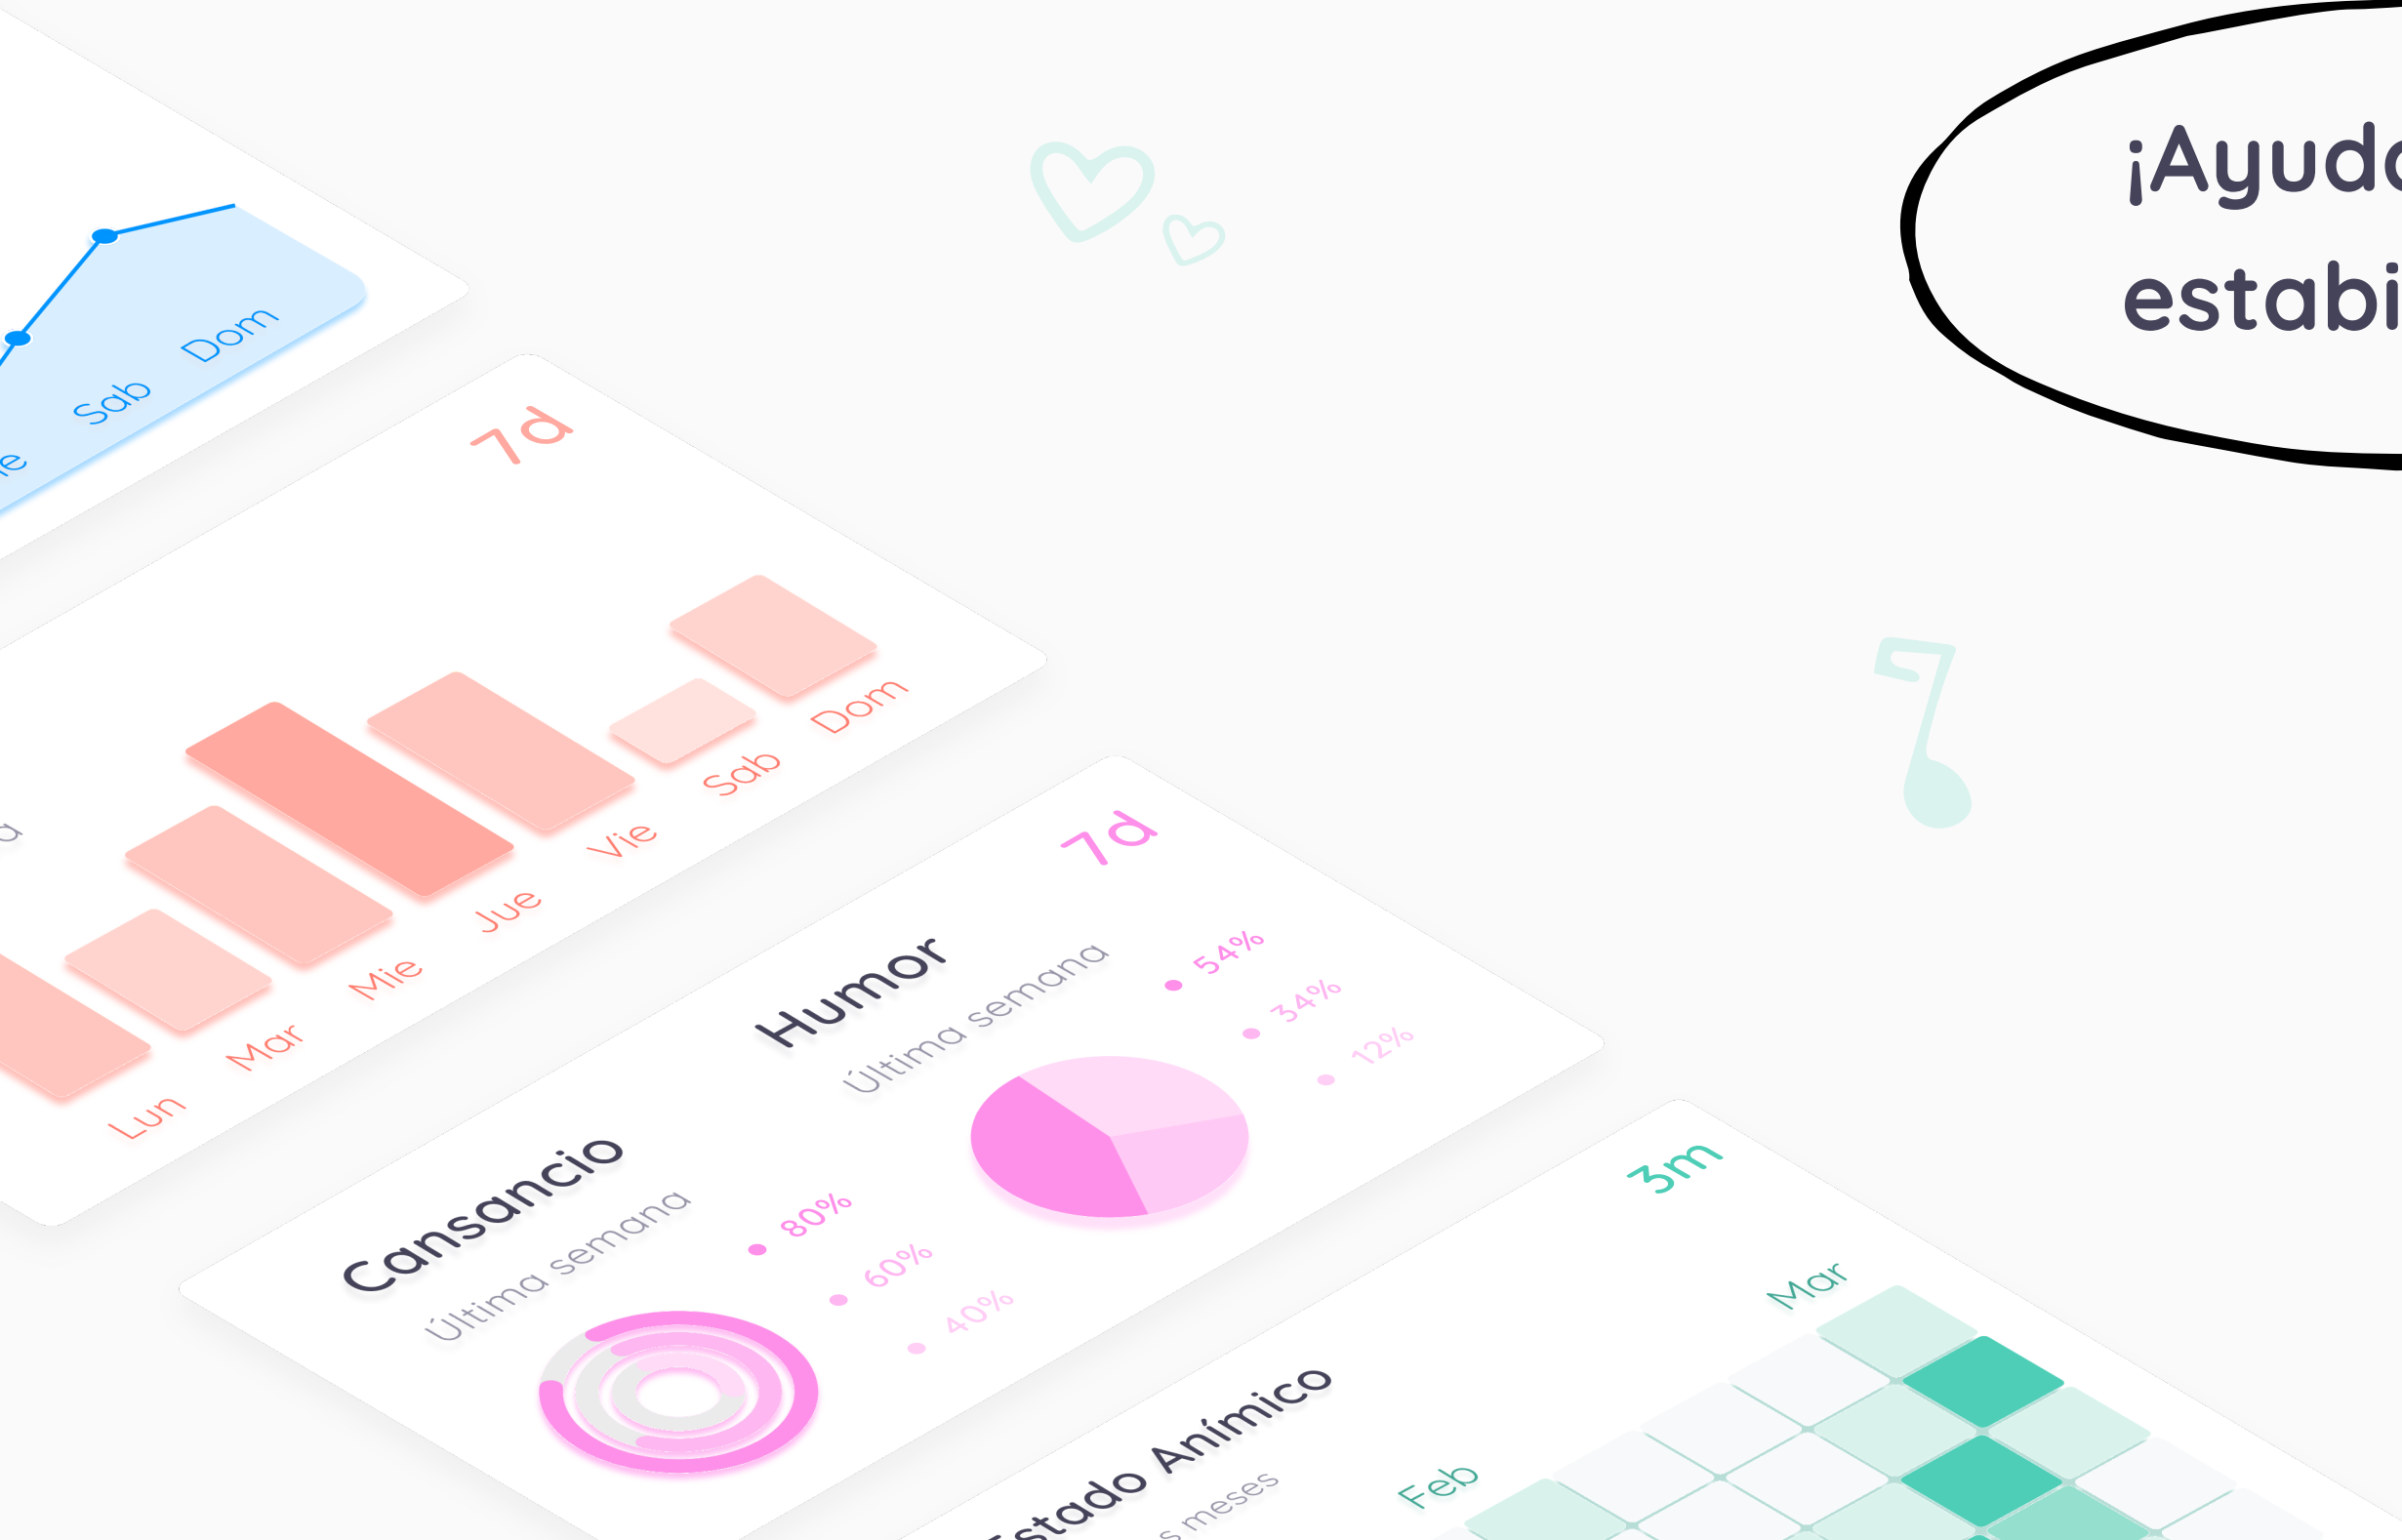 ¡Ayuda
estabi
Sab
Dom
7d
Lun
Mar
Mie
Jue
Vie
Sab
Dom
7d
Humor
Última semana
54%
34%
12%
Cansancio
Última semana
80%
60%
40%
3m
Mar
Feb
Estado Anímico
meses